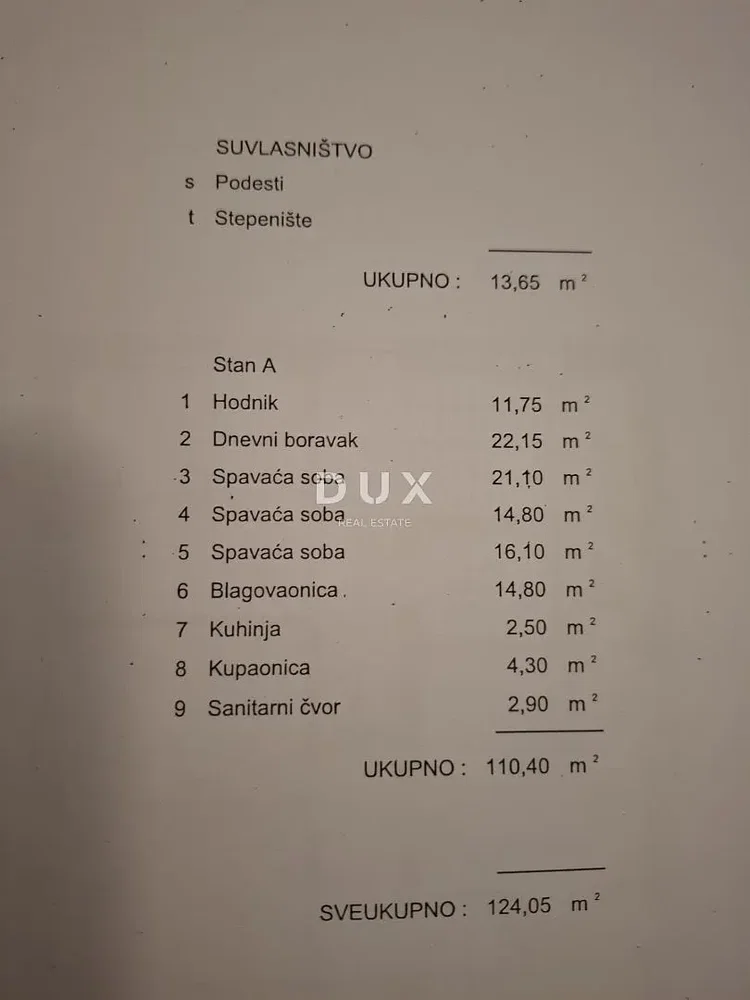 SUVLASNIŠTVO
s Podesti
t Stepenište
UKUPNO : 13,65 m²
Stan A
1 Hodnik 11,75 m²
2 Dnevni boravak 22,15 m²
3 Spavaća soba 21,10 m²
DUX
4 Spavaća soba 14,80 m²
REAL ESTATE
5 Spavaća soba 16,10 m²
6 Blagovaonica 14,80 m²
7 Kuhinja 2,50 m²
8 Kupaonica 4,30 m²
9 Sanitarni čvor 2,90 m²
UKUPNO : 110,40 m²
SVEUKUPNO : 124,05 m²